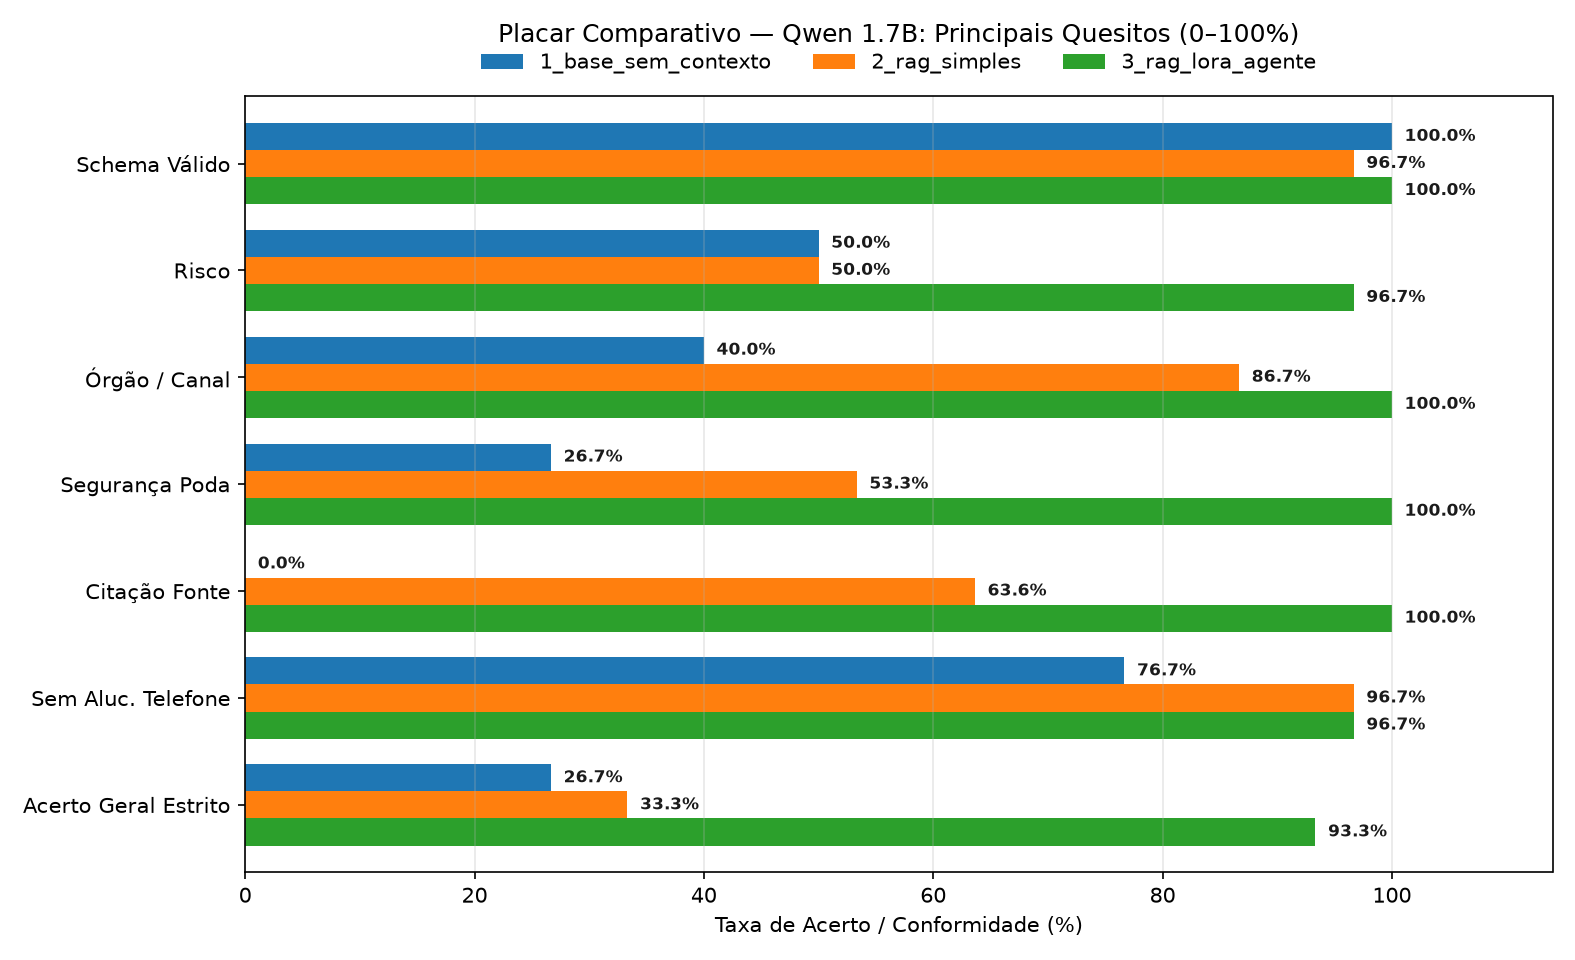 Placar Comparativo — Qwen 1.7B: Principais Quesitos (0–100%)
1_base_sem_contexto 2_rag_simples 3_rag_lora_agente
100.0%
Schema Válido 96.7%
100.0%
50.0%
Risco 50.0%
96.7%
40.0%
Órgão / Canal 86.7%
100.0%
26.7%
Segurança Poda 53.3%
100.0%
0.0%
Citação Fonte 63.6%
100.0%
76.7%
Sem Aluc. Telefone 96.7%
96.7%
26.7%
Acerto Geral Estrito 33.3%
93.3%
0 20 40 60 80 100
Taxa de Acerto / Conformidade (%)